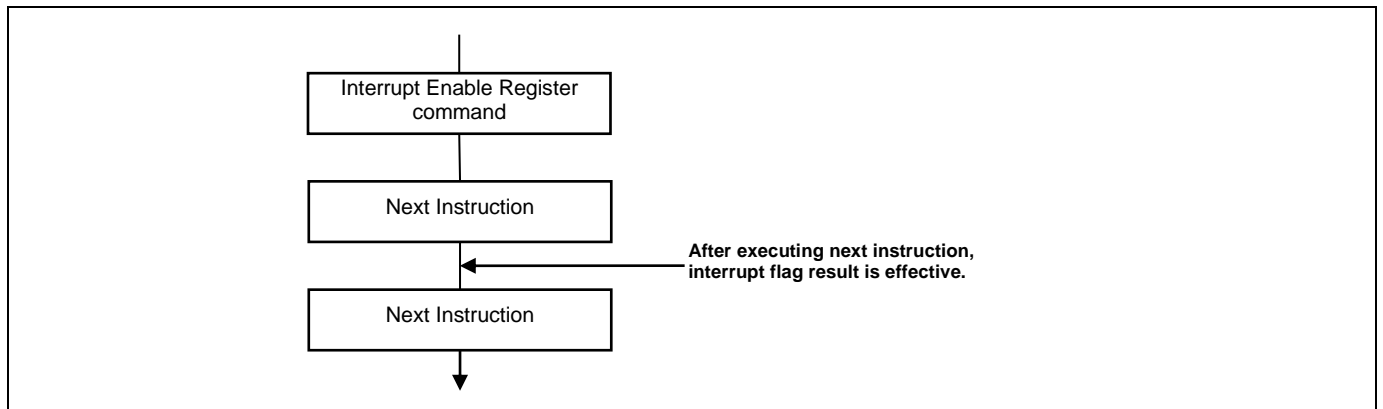 Interrupt Enable Register
command
Next Instruction
After executing next instruction,
interrupt flag result is effective.
Next Instruction